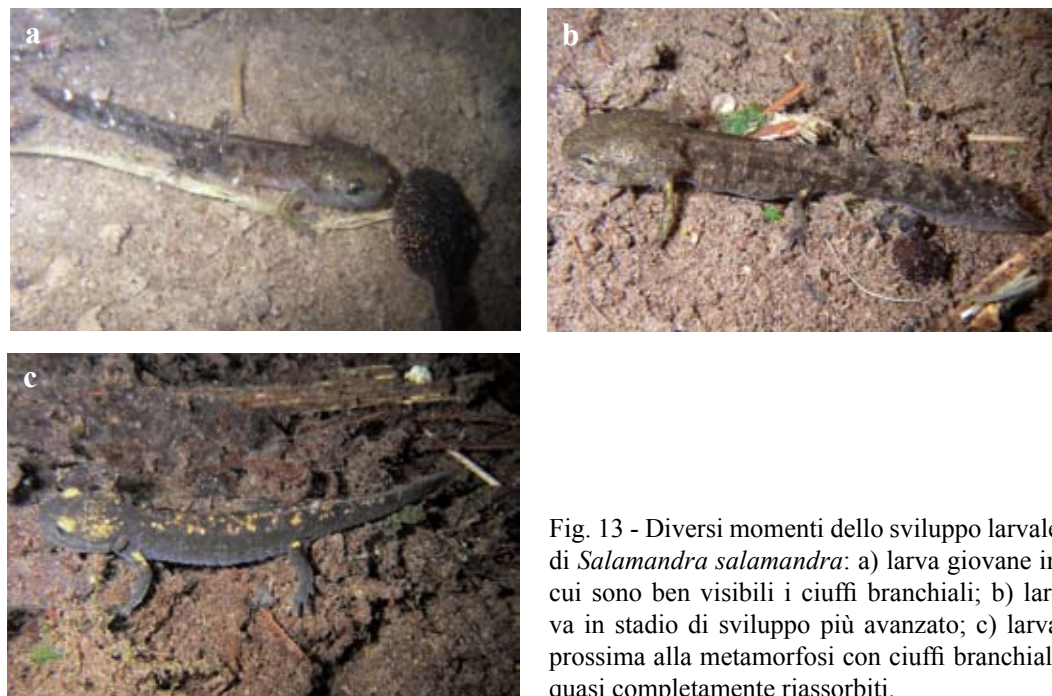 a
b
c
Fig. 13 - Diversi momenti dello sviluppo larvale
di Salamandra salamandra: a) larva giovane in
cui sono ben visibili i ciuffi branchiali; b) lar
va in stadio di sviluppo più avanzato; c) larva
prossima alla metamorfosi con ciuffi branchial
quasi completamente riassorbiti.